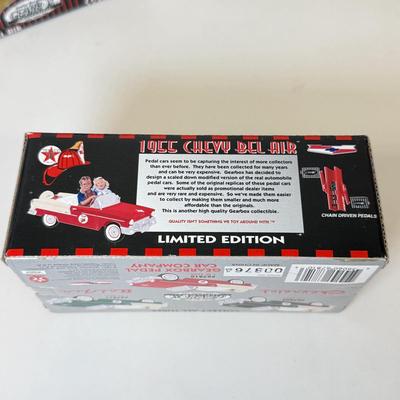 1955 CHEVY BEL AIR
Pedal cars seem to be capturing the interest of more collectors
than ever before. They have been collected for many years
and can be very expensive. Gearbox has decided to
design a scaled down modified version of the real automobile
pedal cars. Some of the original replicas of these pedal cars
were actually sold as promotional dealer items
and are very rare and expensive. So we've made them easier
to collect by making them smaller and much more
affordable than the originals.
This is another high quality Gearbox collectible.
QUALITY ISN'T SOMETHING WE TOY AROUND WITH ™
CHAIN DRIVEN PEDALS
LIMITED EDITION
GEARBOX PEDAL
CAR COMPANY
00376
Chevrolet
Bel Air